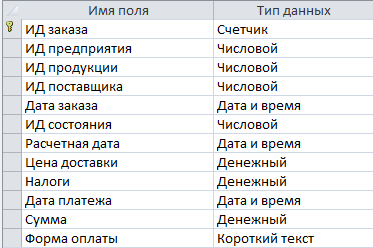 Имя поля Тип данных
ИД заказа Счетчик
ИД предприятия Числовой
ИД продукции Числовой
ИД поставщика Числовой
Дата заказа Дата и время
ИД состояния Числовой
Расчетная дата Дата и время
Цена доставки Денежный
Налоги Денежный
Дата платежа Дата и время
Сумма Денежный
Форма оплаты Короткий текст